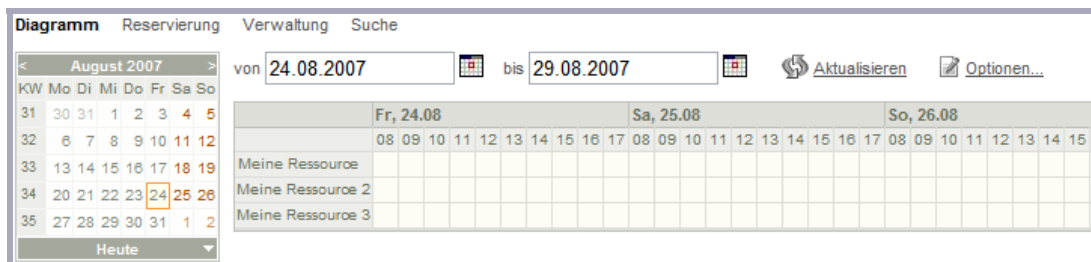 Diagramm Reservierung Verwaltung Suche
< August 2007 >
KW Mo Di Mi Do Fr Sa So
31 30 31 1 2 3 4 5
32 6 7 8 9 10 11 12
33 13 14 15 16 17 18 19
34 20 21 22 23 24 25 26
35 27 28 29 30 31 1 2
Heute
von 24.08.2007 bis 29.08.2007 Aktualisieren Optionen...
Fr, 24.08 Sa, 25.08 So, 26.08
08 09 10 11 12 13 14 15 16 17 08 09 10 11 12 13 14 15 16 17 08 09 10 11 12 13 14 15
Meine Ressource
Meine Ressource 2
Meine Ressource 3